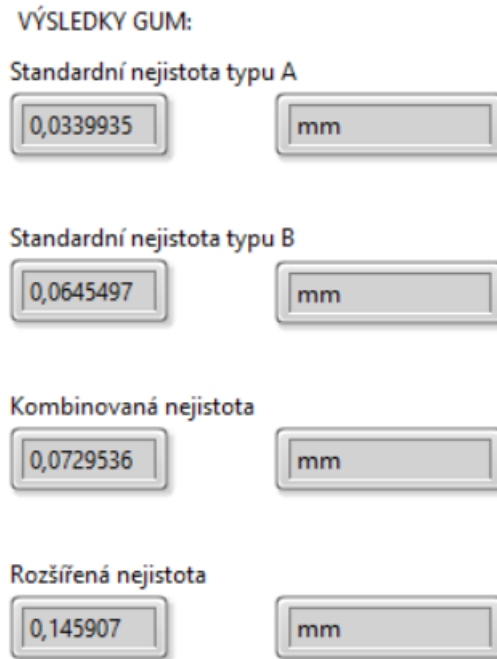 VÝSLEDKY GUM:
Standardní nejistota typu A
0,0339935 mm
Standardní nejistota typu B
0,0645497 mm
Kombinovaná nejistota
0,0729536 mm
Rozšířená nejistota
0,145907 mm